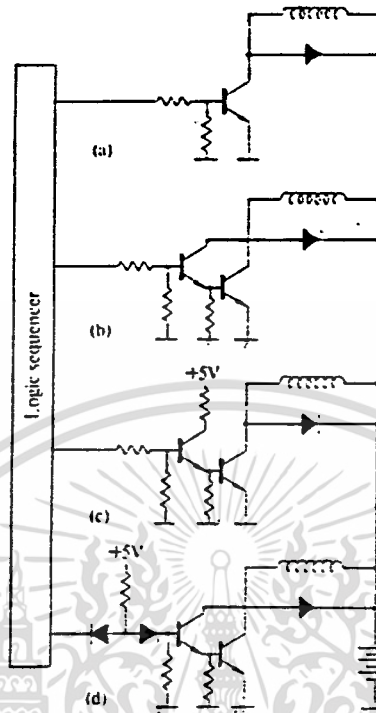 (a)
(b)
Logic sequencer
+5V
(c)
+5V
(d)